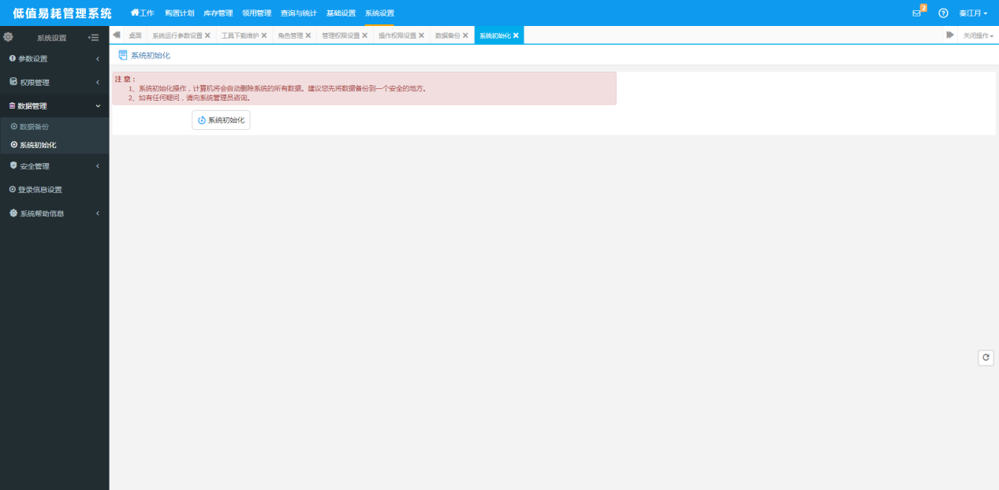 低值易耗管理系统 工作 购置计划 库存管理 领用管理 查询与统计 基础设置 系统设置 2 秦江月
系统设置 桌面 系统运行参数设置 工具下载维护 角色管理 管理权限设置 操作权限设置 数据备份 系统初始化 关闭操作
参数设置
权限管理
数据管理
数据备份
系统初始化
安全管理
登录信息设置
系统帮助信息
系统初始化
注 意：
1、系统初始化操作，计算机将会自动删除系统的所有数据。建议您先将数据备份到一个安全的地方。
2、如有任何疑问，请向系统管理员咨询。
系统初始化